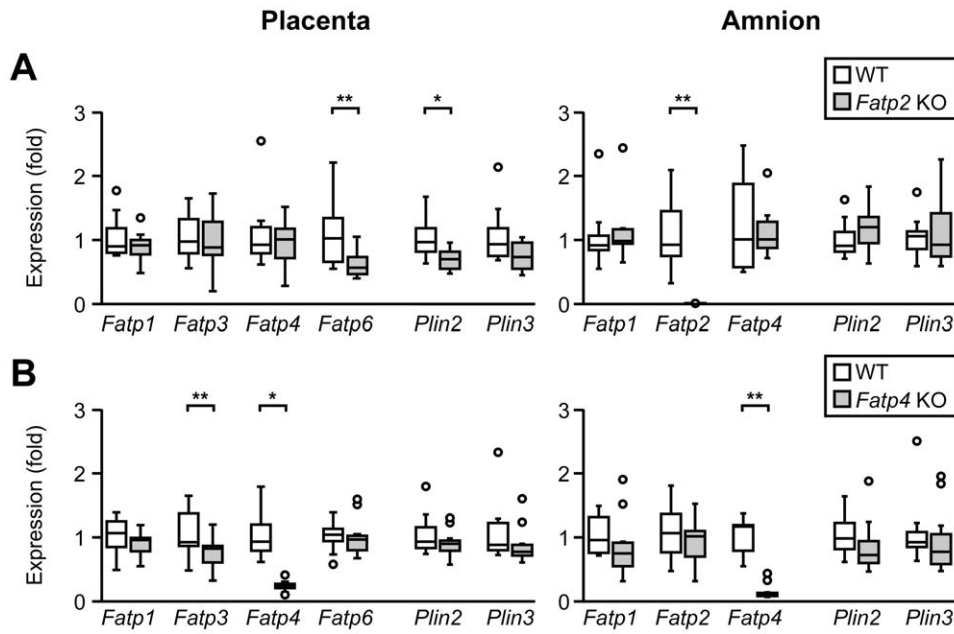 Placenta
Amnion
A
WT
Fatp2 KO
Expression (fold)
3
2
1
0
**
*
Fatp1 Fatp3 Fatp4 Fatp6 Plin2 Plin3
3
2
1
0
**
Fatp1 Fatp2 Fatp4 Plin2 Plin3
B
WT
Fatp4 KO
Expression (fold)
3
2
1
0
**
*
Fatp1 Fatp3 Fatp4 Fatp6 Plin2 Plin3
3
2
1
0
**
Fatp1 Fatp2 Fatp4 Plin2 Plin3